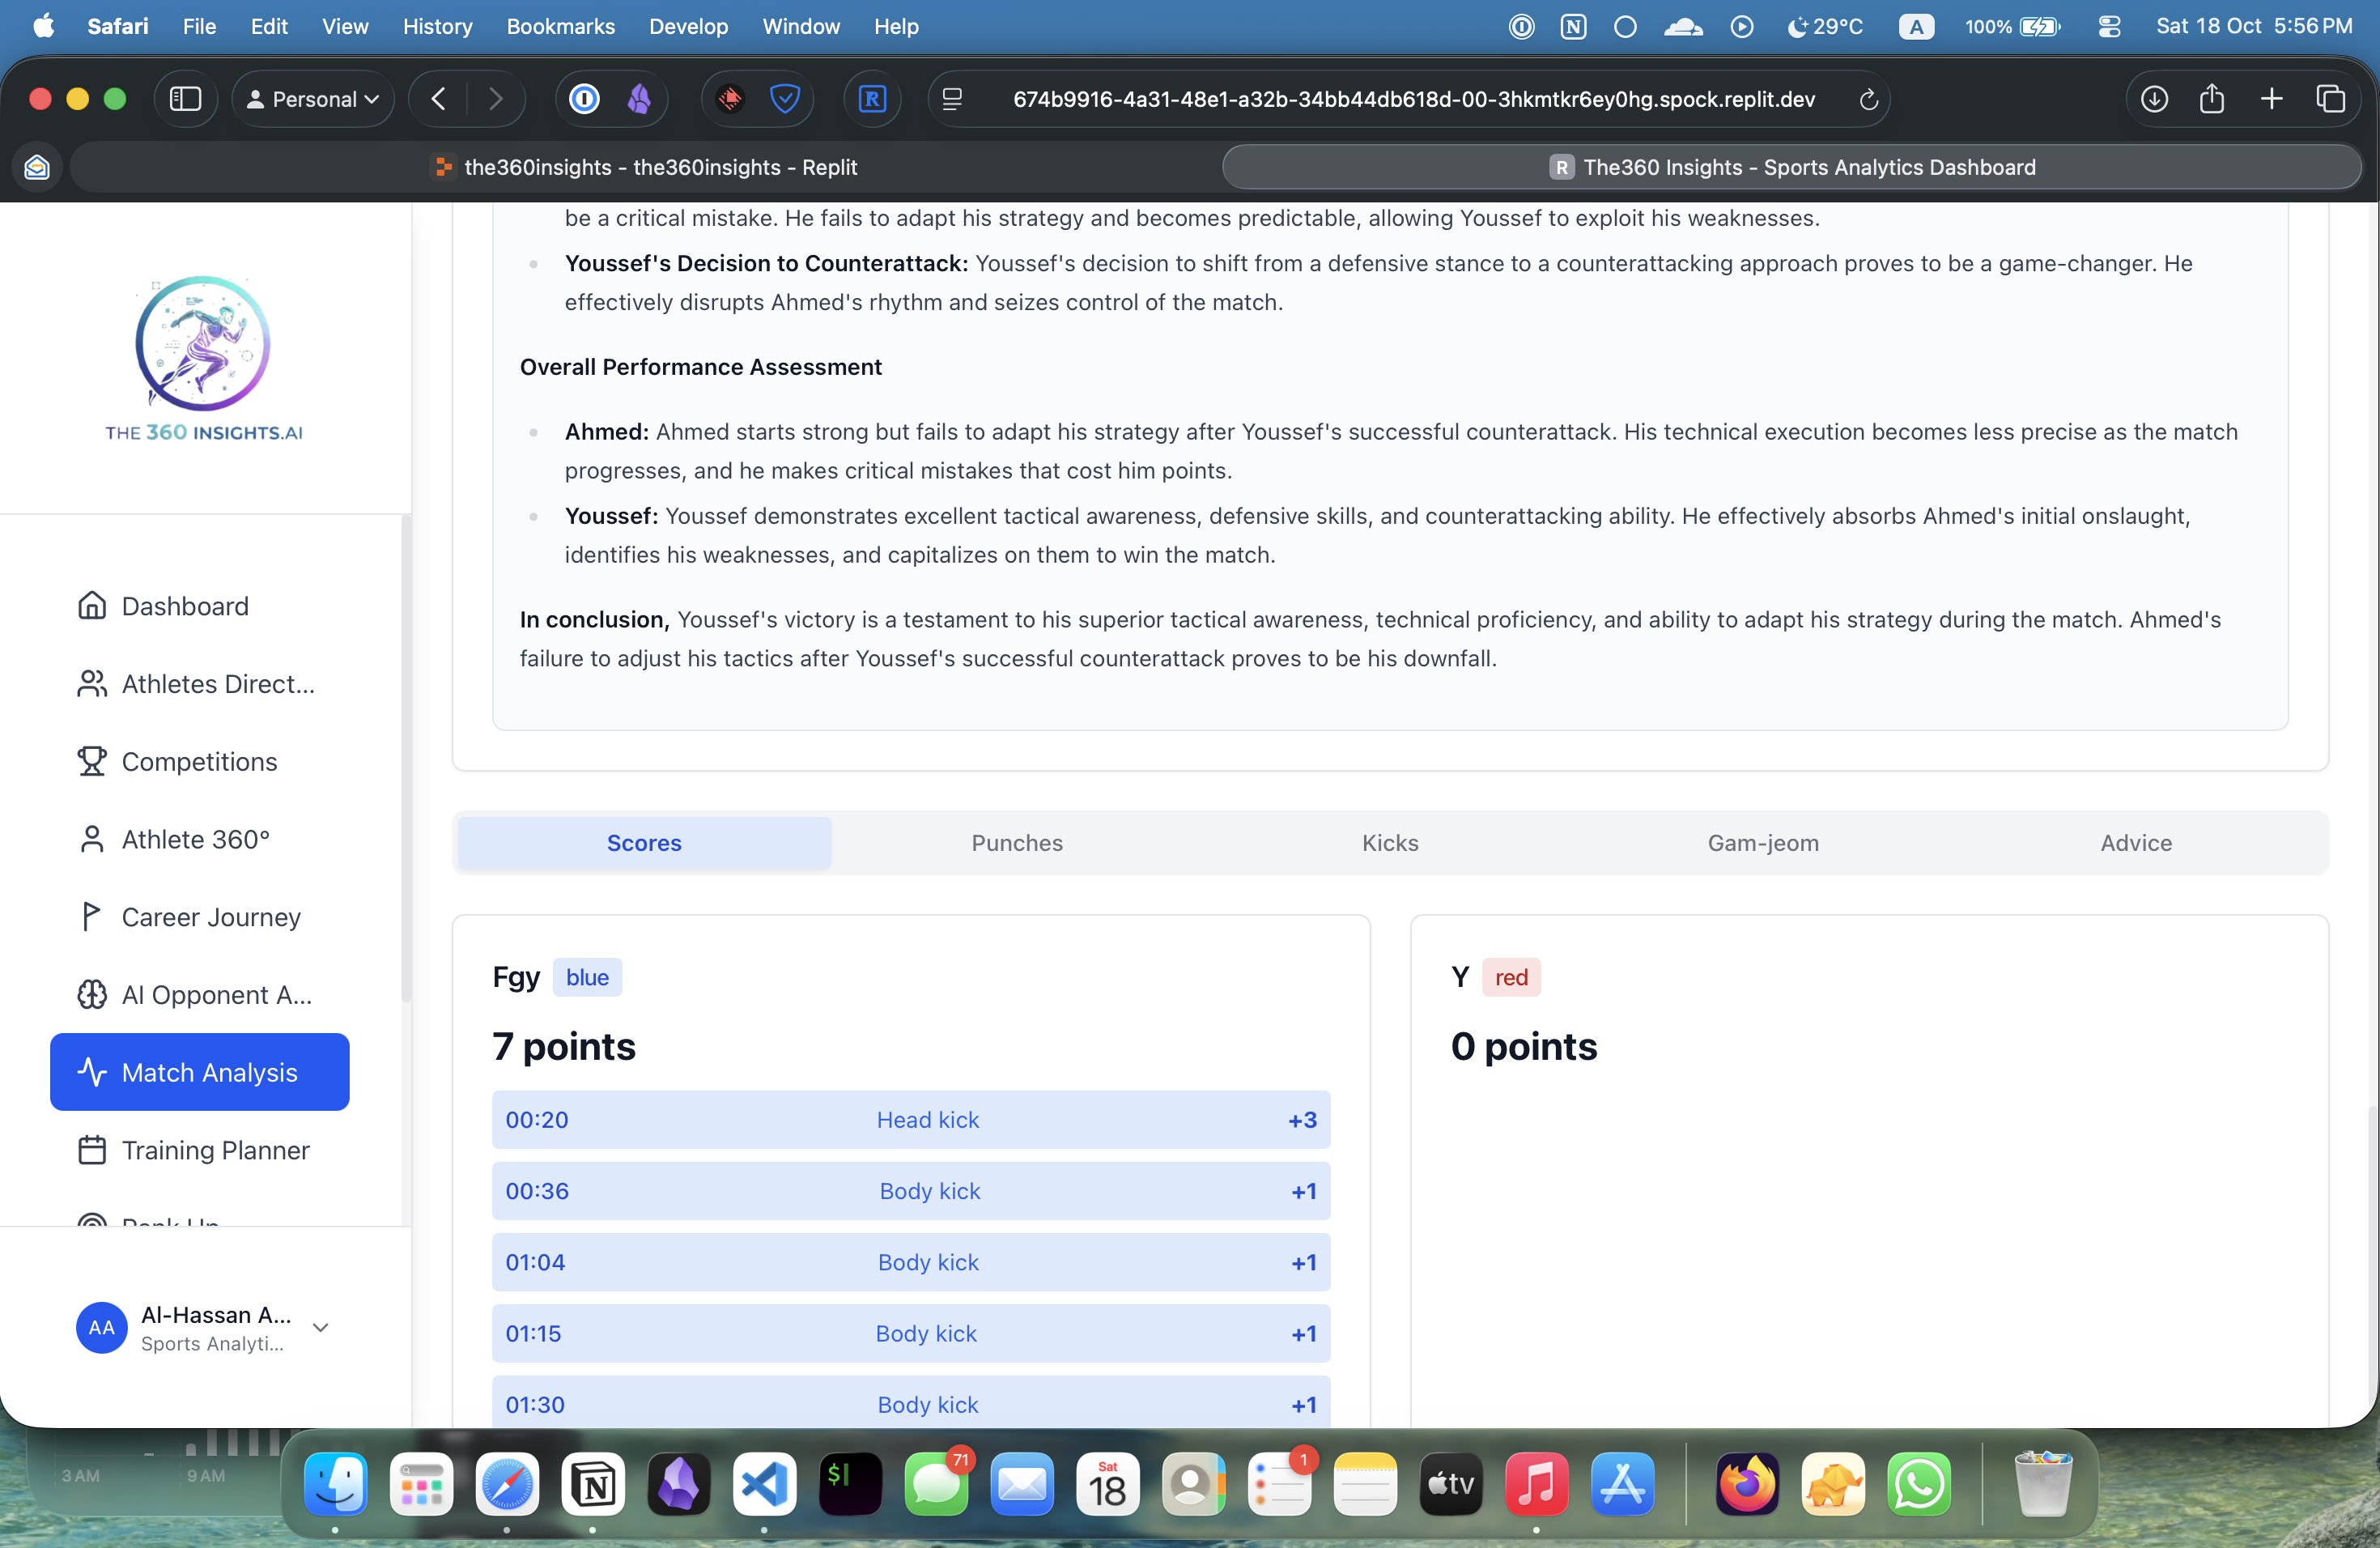 Safari File Edit View History Bookmarks Develop Window Help 29°C A 100% Sat 18 Oct 5:56 PM
Personal 674b9916-4a31-48e1-a32b-34bb44db618d-00-3hkmtkr6ey0hg.spock.replit.dev
the360insights - the360insights - Replit
R The360 Insights - Sports Analytics Dashboard
THE 360 INSIGHTS.AI
Dashboard
Athletes Direct...
Competitions
Athlete 360°
Career Journey
AI Opponent A...
Match Analysis
Training Planner
Rank Up
AA Al-Hassan A...
Sports Analyti...
be a critical mistake. He fails to adapt his strategy and becomes predictable, allowing Youssef to exploit his weaknesses.
Youssef's Decision to Counterattack: Youssef's decision to shift from a defensive stance to a counterattacking approach proves to be a game-changer. He
effectively disrupts Ahmed's rhythm and seizes control of the match.
Overall Performance Assessment
Ahmed: Ahmed starts strong but fails to adapt his strategy after Youssef's successful counterattack. His technical execution becomes less precise as the match
progresses, and he makes critical mistakes that cost him points.
Youssef: Youssef demonstrates excellent tactical awareness, defensive skills, and counterattacking ability. He effectively absorbs Ahmed's initial onslaught,
identifies his weaknesses, and capitalizes on them to win the match.
In conclusion, Youssef's victory is a testament to his superior tactical awareness, technical proficiency, and ability to adapt his strategy during the match. Ahmed's
failure to adjust his tactics after Youssef's successful counterattack proves to be his downfall.
Scores Punches Kicks Gam-jeom Advice
Fgy blue
7 points
00:20 Head kick +3
00:36 Body kick +1
01:04 Body kick +1
01:15 Body kick +1
01:30 Body kick +1
Y red
0 points
3 AM 9 AM
71
Sat
18
1
tv